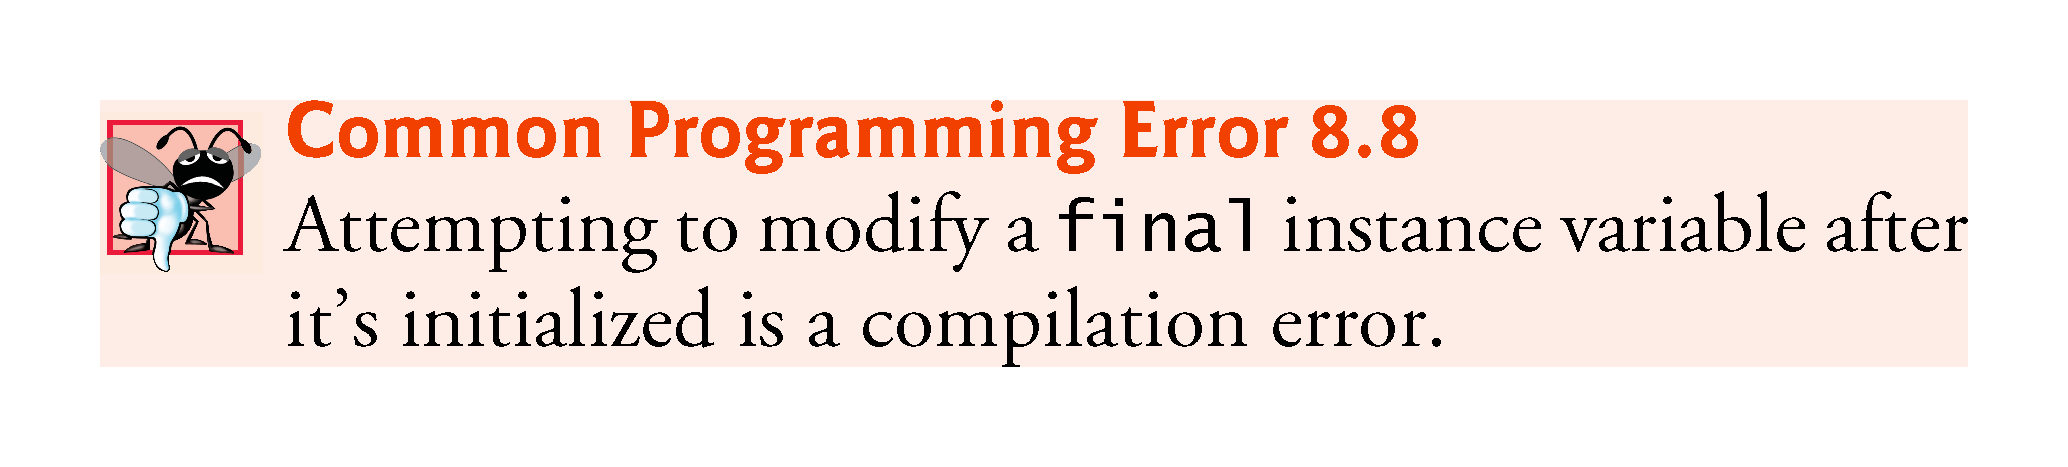 Common Programming Error 8.8
Attempting to modify a final instance variable after
it’s initialized is a compilation error.